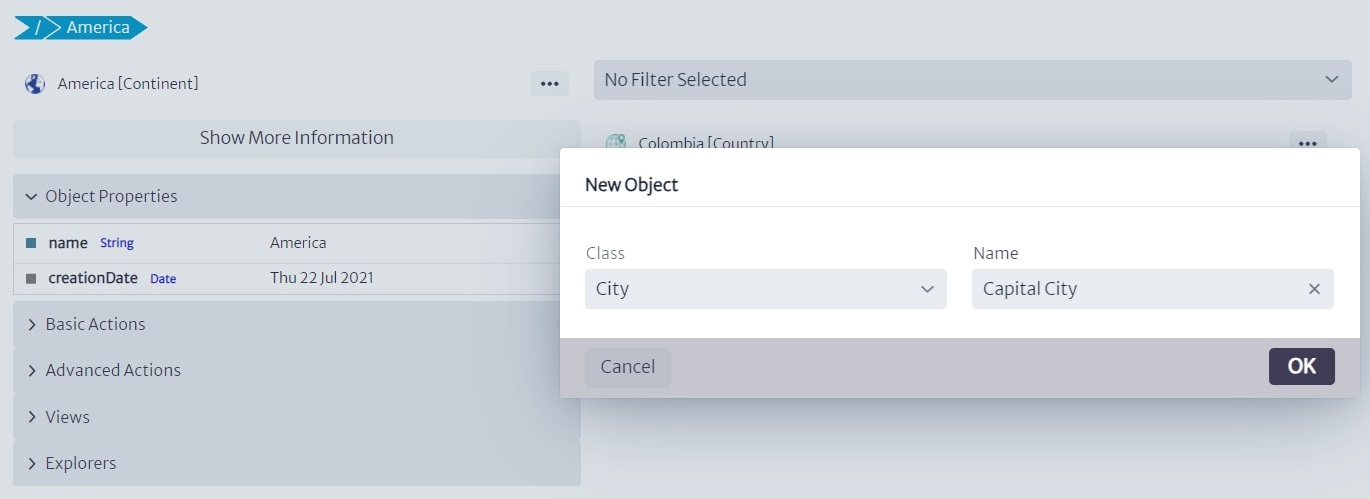 / America
America [Continent]
•••
No Filter Selected
Show More Information
Colombia [Country]
•••
Object Properties
name String America
creationDate Date Thu 22 Jul 2021
Basic Actions
Advanced Actions
Views
Explorers
New Object
Class
Name
City
Capital City
Cancel
OK